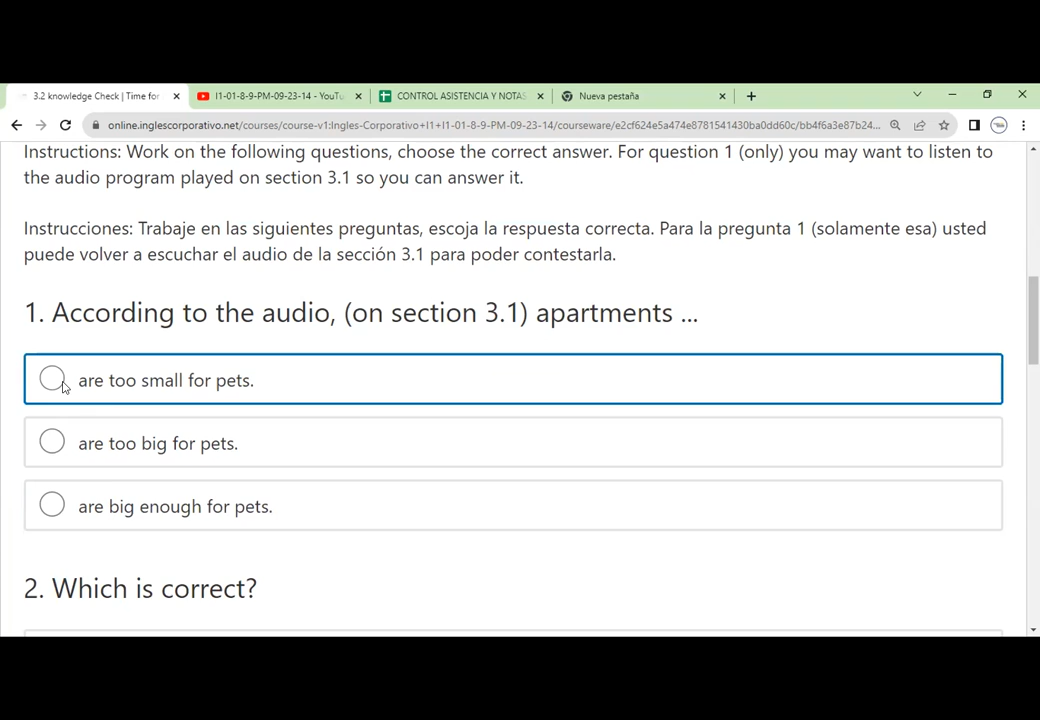 3.2 knowledge Check | Time for
I1-01-8-9-PM-09-23-14 - YouTu
CONTROL ASISTENCIA Y NOTAS
Nueva pestaña
online.inglescorporativo.net/courses/course-v1:Ingles-Corporativo+I1+I1-01-8-9-PM-09-23-14/courseware/e2cf624e5a474e8781541430ba0dd60c/bb4f6a3e87b24...
Instructions: Work on the following questions, choose the correct answer. For question 1 (only) you may want to listen to
the audio program played on section 3.1 so you can answer it.
Instrucciones: Trabaje en las siguientes preguntas, escoja la respuesta correcta. Para la pregunta 1 (solamente esa) usted
puede volver a escuchar el audio de la sección 3.1 para poder contestarla.
1. According to the audio, (on section 3.1) apartments ...
are too small for pets.
are too big for pets.
are big enough for pets.
2. Which is correct?